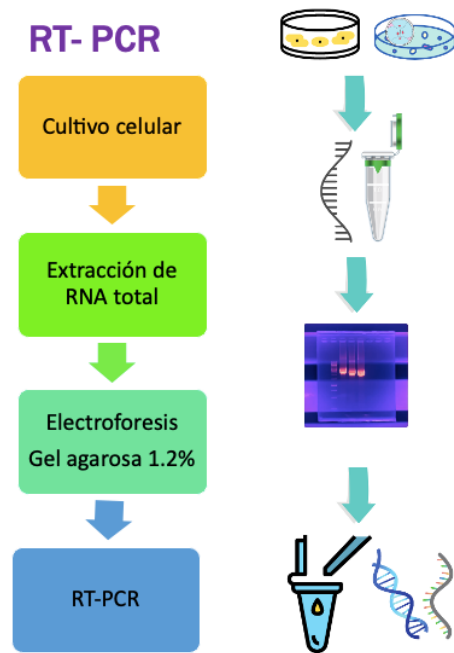 RT- PCR
Cultivo celular
Extracción de
RNA total
Electroforesis
Gel agarosa 1.2%
RT-PCR